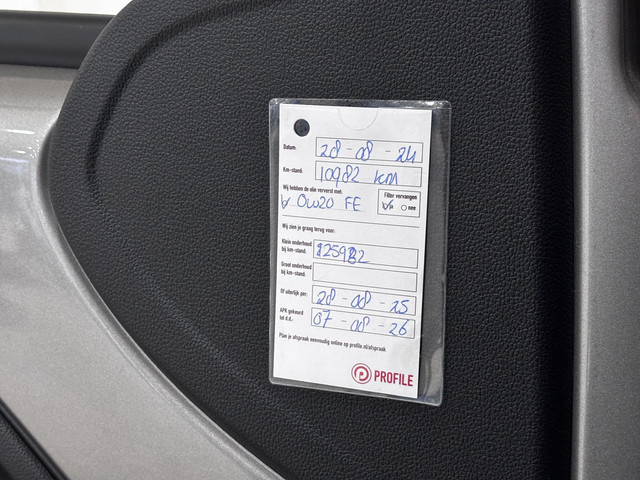 Datum: 28-08-24
Km-stand: 10982 KM
Wij hebben de olie ververst met: Filter vervangen
V 0W20 FE ja nee
Wij zien je graag terug voor:
Klein onderhoud
bij km-stand:
Groot onderhoud
bij km-stand:
Of uiterlijk per: 28-08-25
APK gekeurd
tot d.d.: 07-08-26
Plan je afspraak eenvoudig online op profile.nl/afspraak
PROFILE